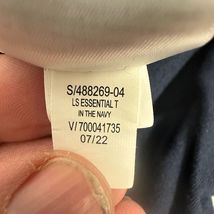 S/488269-04
LS ESSENTIAL T
IN THE NAVY
V/700041735
07/22